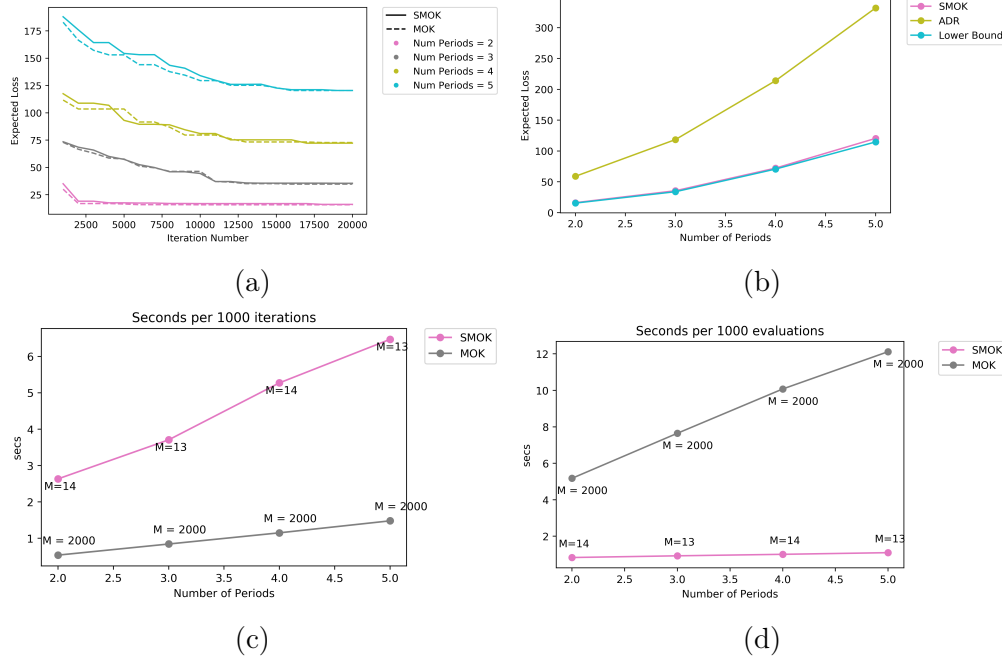 175
150
125
100
75
50
25
Expected Loss
2500
5000
7500
10000
12500
15000
17500
20000
Iteration Number
SMOK
MOK
Num Periods = 2
Num Periods = 3
Num Periods = 4
Num Periods = 5
(a)
300
250
200
150
100
50
0
Expected Loss
2.0
2.5
3.0
3.5
4.0
4.5
5.0
Number of Periods
SMOK
ADR
Lower Bound
(b)
Seconds per 1000 iterations
6
5
4
3
2
1
secs
M=14
M=13
M=14
M=13
M = 2000
M = 2000
M = 2000
M = 2000
2.0
2.5
3.0
3.5
4.0
4.5
5.0
Number of Periods
SMOK
MOK
(c)
Seconds per 1000 evaluations
12
10
8
6
4
2
secs
M = 2000
M = 2000
M = 2000
M = 2000
M=14
M=13
M=14
M=13
2.0
2.5
3.0
3.5
4.0
4.5
5.0
Number of Periods
SMOK
MOK
(d)